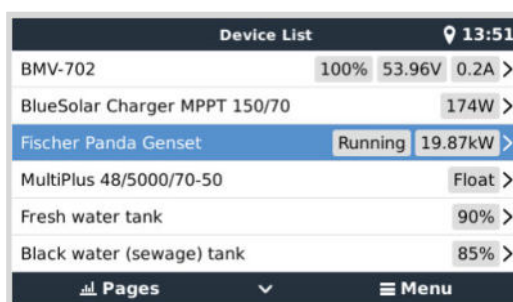 Device List 13:51
BMV-702 100% 53.96V 0.2A
BlueSolar Charger MPPT 150/70 174W
Fischer Panda Genset Running 19.87kW
MultiPlus 48/5000/70-50 Float
Fresh water tank 90%
Black water (sewage) tank 85%
Pages Menu